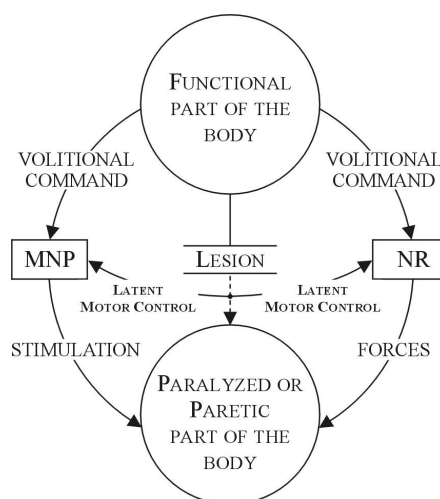 FUNCTIONAL
PART OF THE
BODY
VOLITIONAL
COMMAND
VOLITIONAL
COMMAND
MNP
LESION
NR
LATENT
MOTOR CONTROL
LATENT
MOTOR CONTROL
STIMULATION
FORCES
PARALYZED OR
PARETIC
PART OF THE
BODY